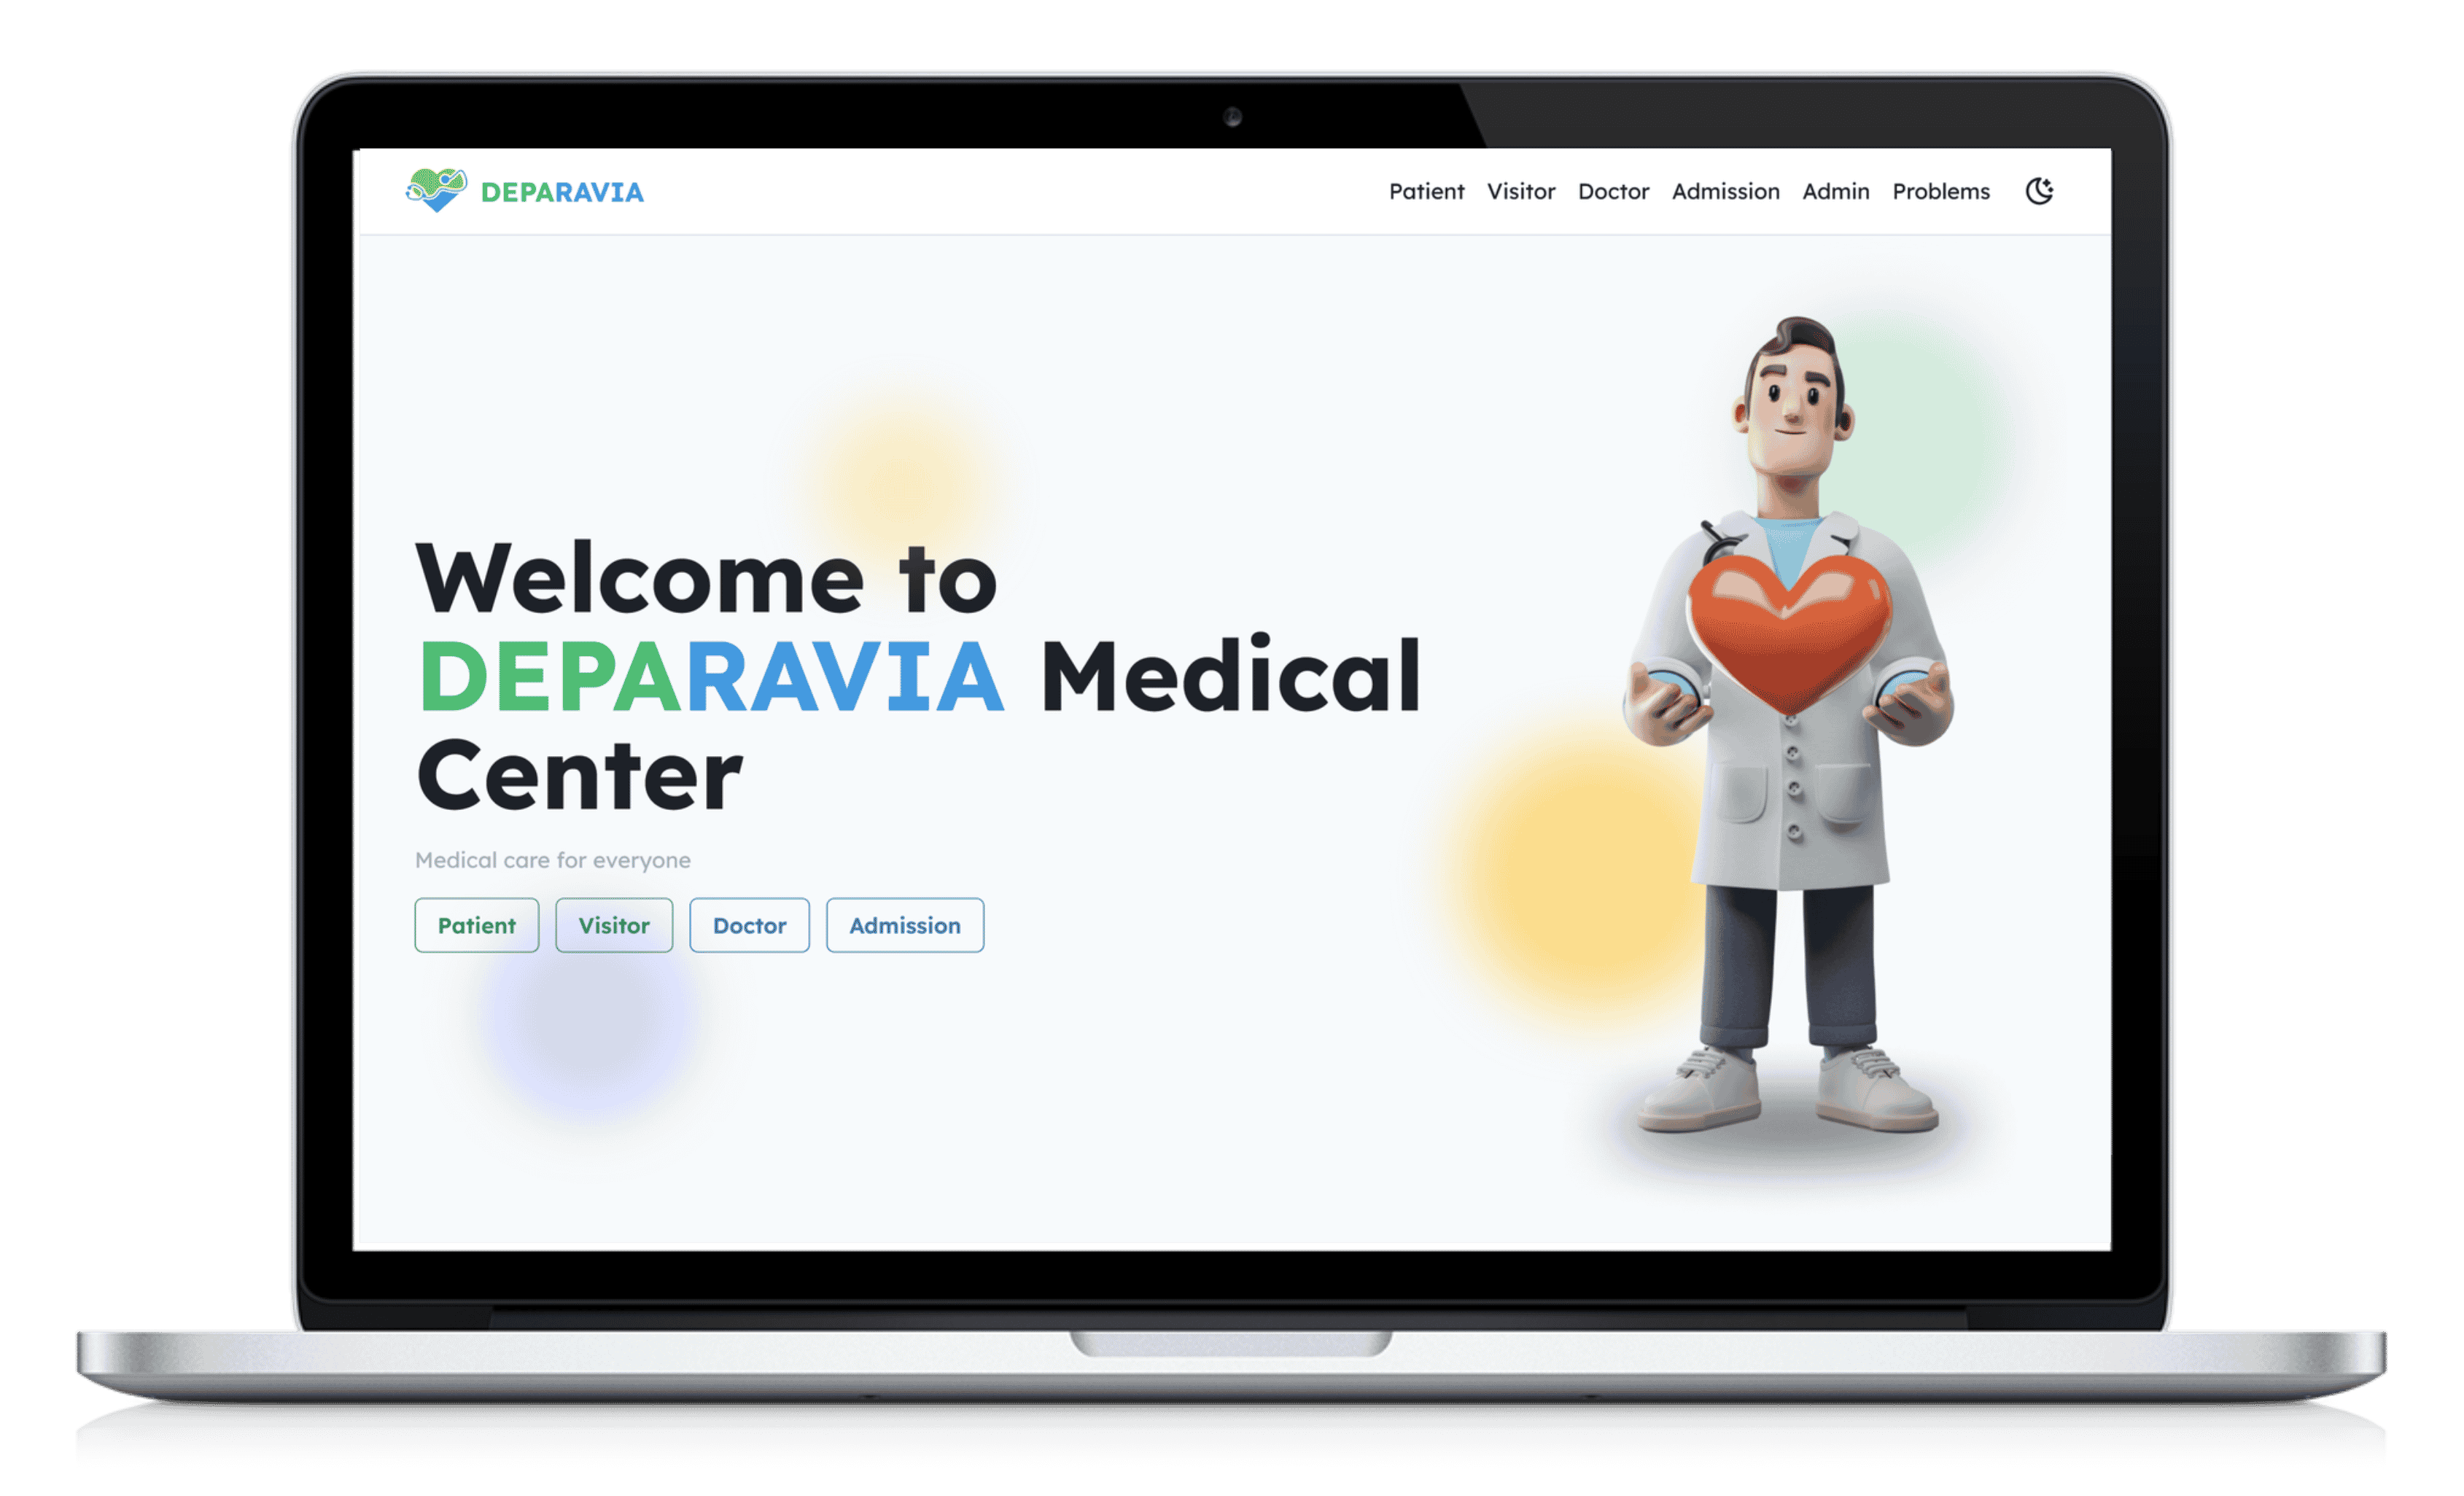 DEPARAVIA
Patient Visitor Doctor Admission Admin Problems
Welcome to
DEPARAVIA Medical
Center
Medical care for everyone
Patient Visitor Doctor Admission